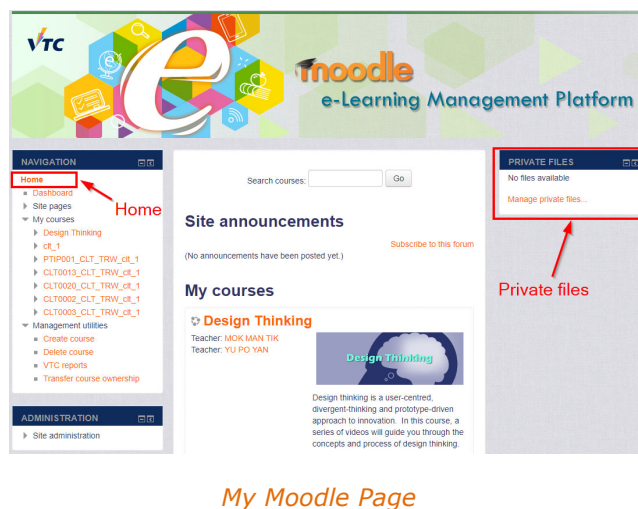 VTC
moodle
e-Learning Management Platform
NAVIGATION
Home
Dashboard
Site pages
My courses
Design Thinking
clt_1
PTIP001_CLT_TRW_clt_1
CLT0013_CLT_TRW_clt_1
CLT0020_CLT_TRW_clt_1
CLT0002_CLT_TRW_clt_1
CLT0003_CLT_TRW_clt_1
Management utilities
Create course
Delete course
VTC reports
Transfer course ownership
ADMINISTRATION
Site administration
Home
Search courses:
Go
Site announcements
Subscribe to this forum
(No announcements have been posted yet.)
My courses
Design Thinking
Teacher: MOK MAN TIK
Teacher: YU PO YAN
Design Thinking
Design thinking is a user-centred,
divergent-thinking and prototype-driven
approach to innovation. In this course, a
series of videos will guide you through the
concepts and process of design thinking.
PRIVATE FILES
No files available
Manage private files...
Private files
My Moodle Page